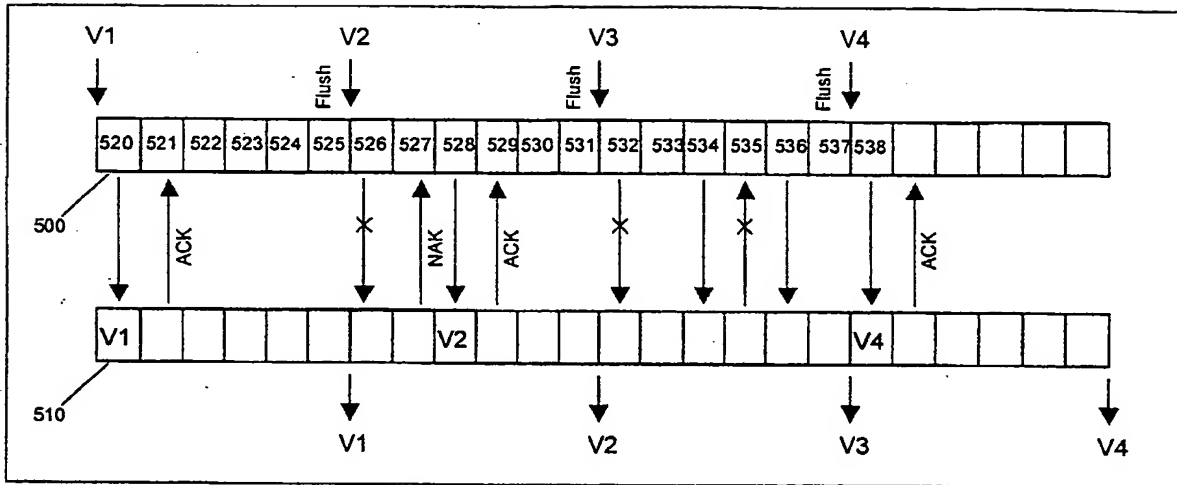 V1 V2 V3 V4
Flush Flush Flush
520 521 522 523 524 525 526 527 528 529 530 531 532 533 534 535 536 537 538
500
ACK NAK ACK ACK
V1 V2 V4
510
V1 V2 V3 V4